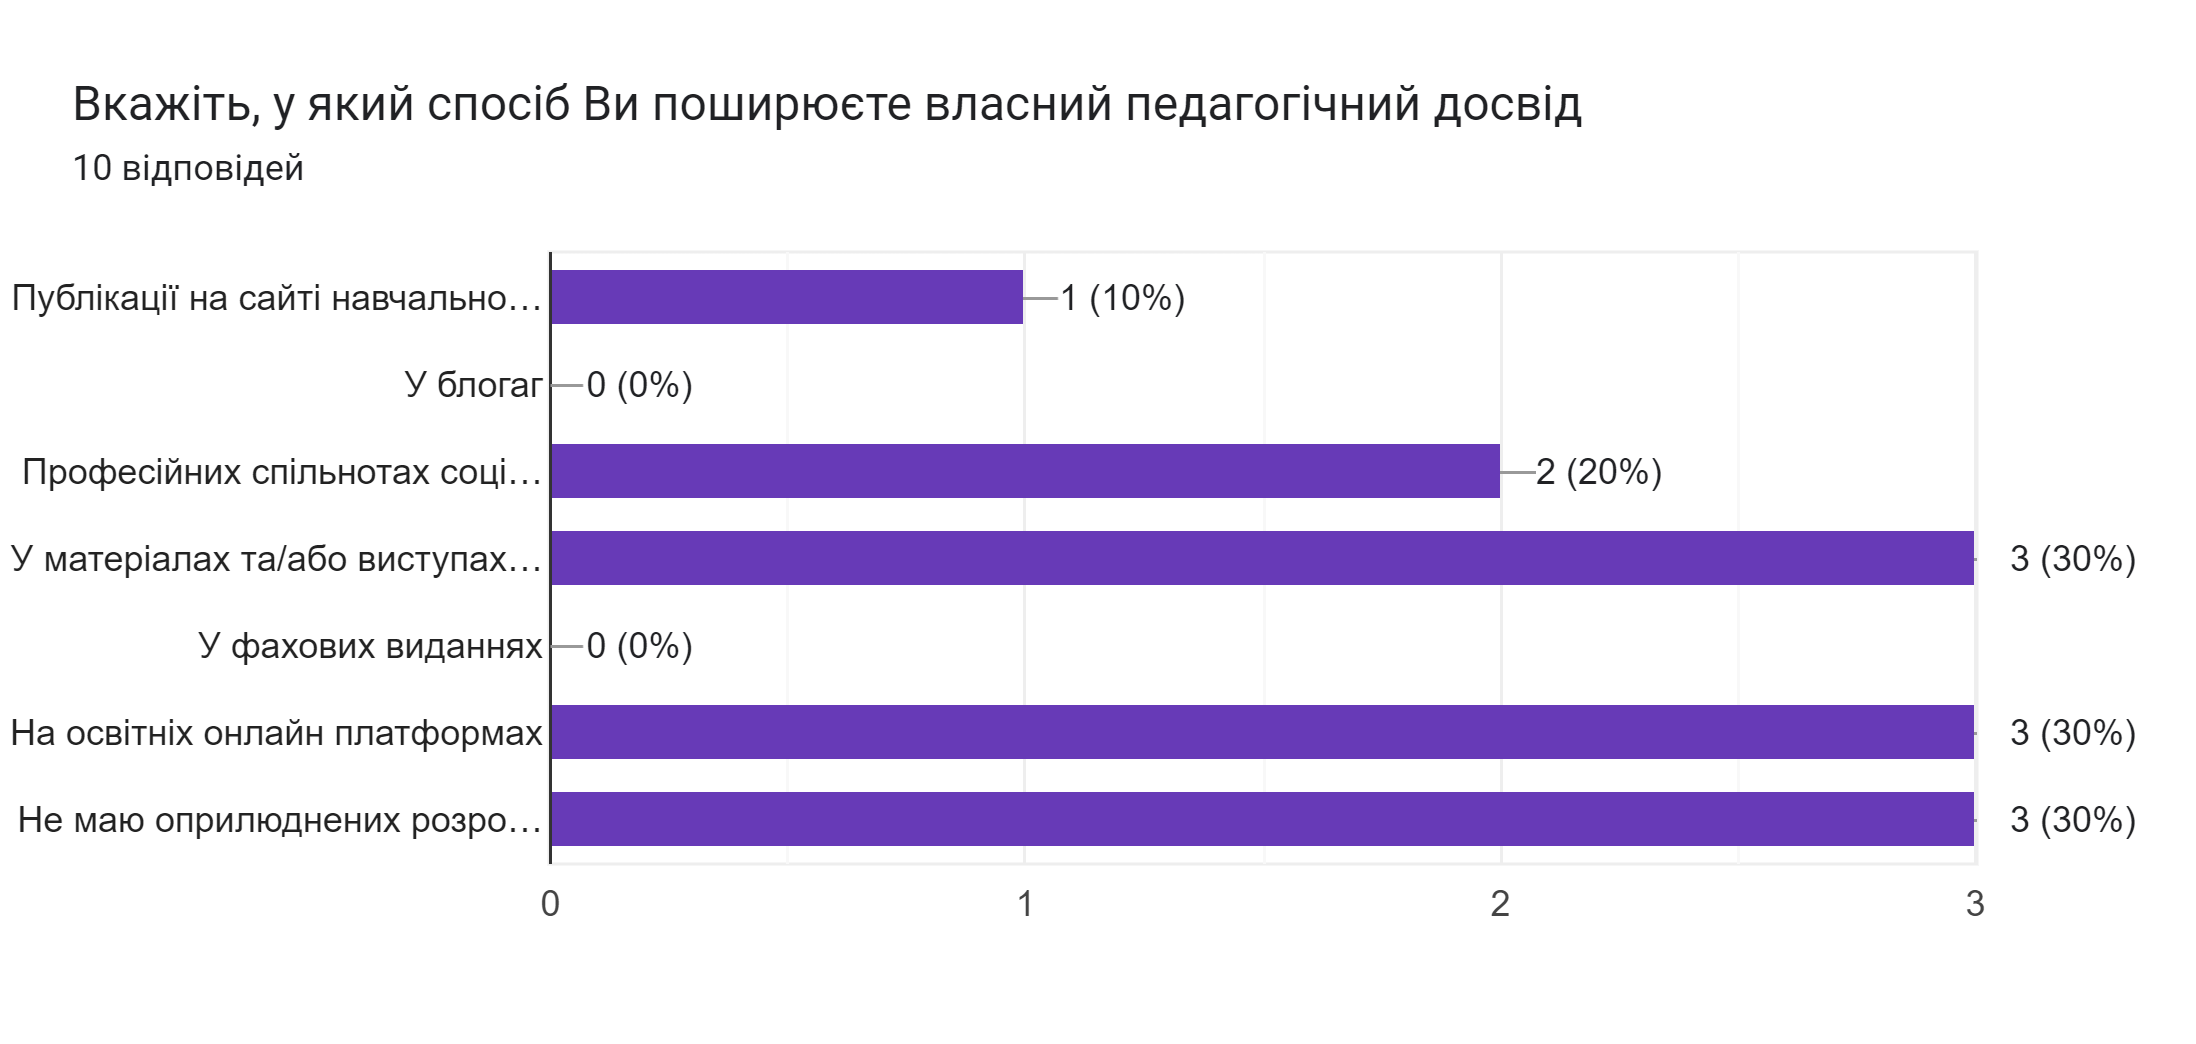 Вкажіть, у який спосіб Ви поширюєте власний педагогічний досвід
10 відповідей
Публікації на сайті навчально… 1 (10%)
У блогаг 0 (0%)
Професійних спільнотах соці… 2 (20%)
У матеріалах та/або виступах… 3 (30%)
У фахових виданнях 0 (0%)
На освітніх онлайн платформах 3 (30%)
Не маю оприлюднених розро… 3 (30%)
0 1 2 3